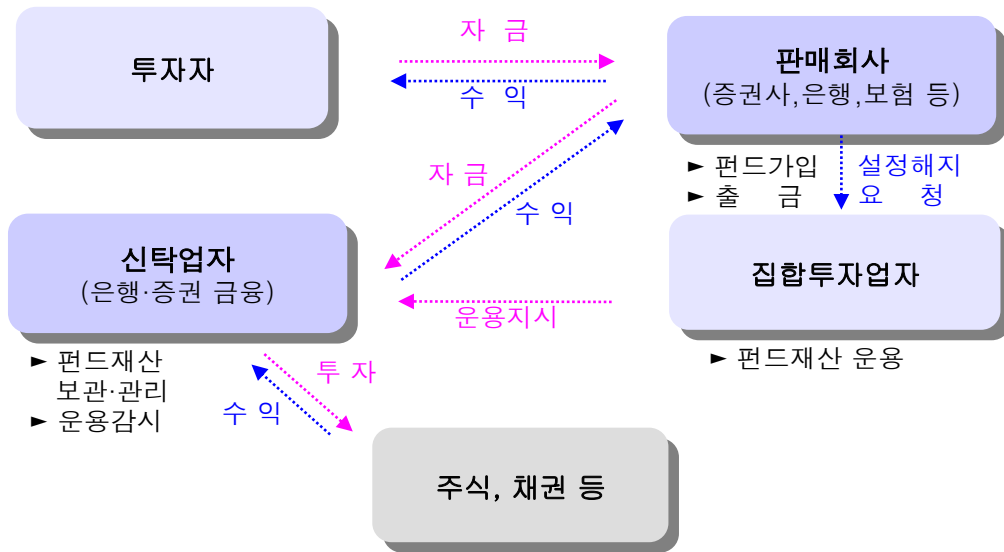 투자자
자 금
수 익
판매회사
(증권사,은행,보험 등)
► 펀드가입
► 출 금
설정해지
요 청
자 금
수 익
신탁업자
(은행·증권 금융)
집합투자업자
운용지시
► 펀드재산
보관·관리
► 운용감시
► 펀드재산 운용
투 자
수 익
주식, 채권 등